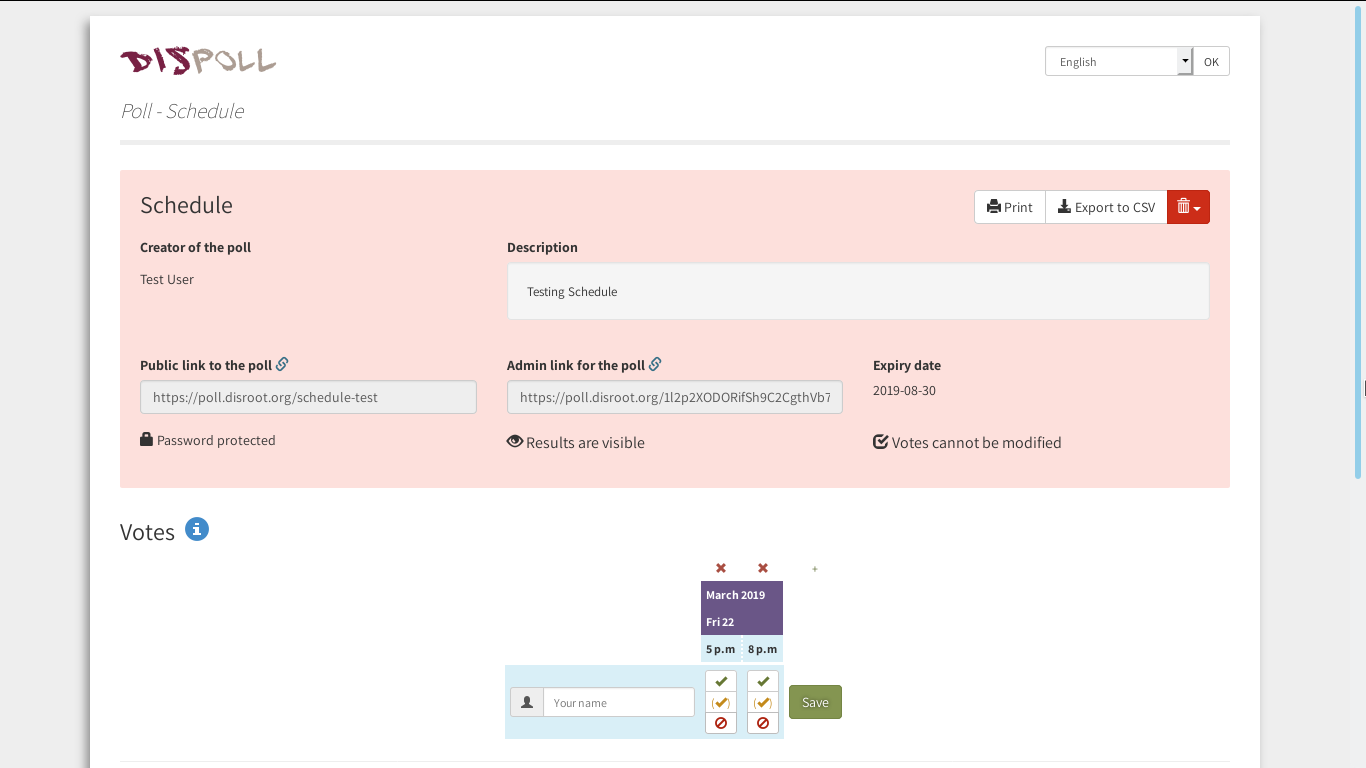 DISPOLL
English
OK
Poll - Schedule
Schedule
Print
Export to CSV
Creator of the poll
Description
Test User
Testing Schedule
Public link to the poll
Admin link for the poll
Expiry date
https://poll.disroot.org/schedule-test
https://poll.disroot.org/1l2p2XODORifSh9C2CgthVb7
2019-08-30
Password protected
Results are visible
Votes cannot be modified
Votes
March 2019
Fri 22
5 p.m
8 p.m
Your name
Save